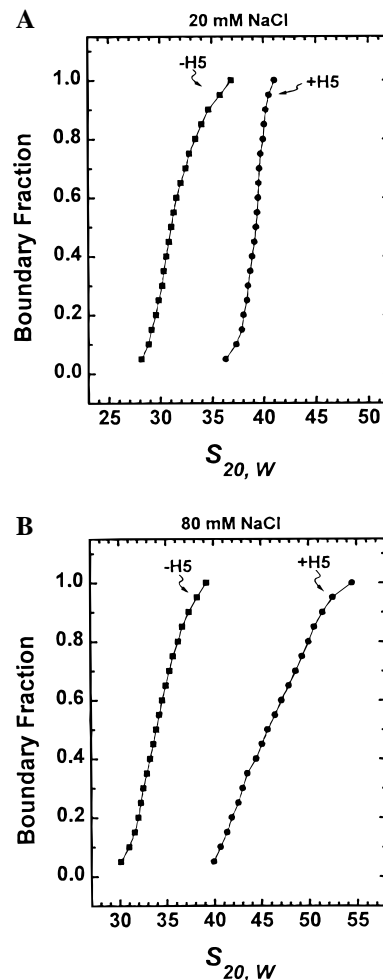 A
20 mM NaCl
-H5
+H5
1.0
0.8
0.6
0.4
0.2
0.0
Boundary Fraction
25 30 35 40 45 50
S20, W
B
80 mM NaCl
-H5
+H5
1.0
0.8
0.6
0.4
0.2
0.0
Boundary Fraction
30 35 40 45 50 55
S20, W